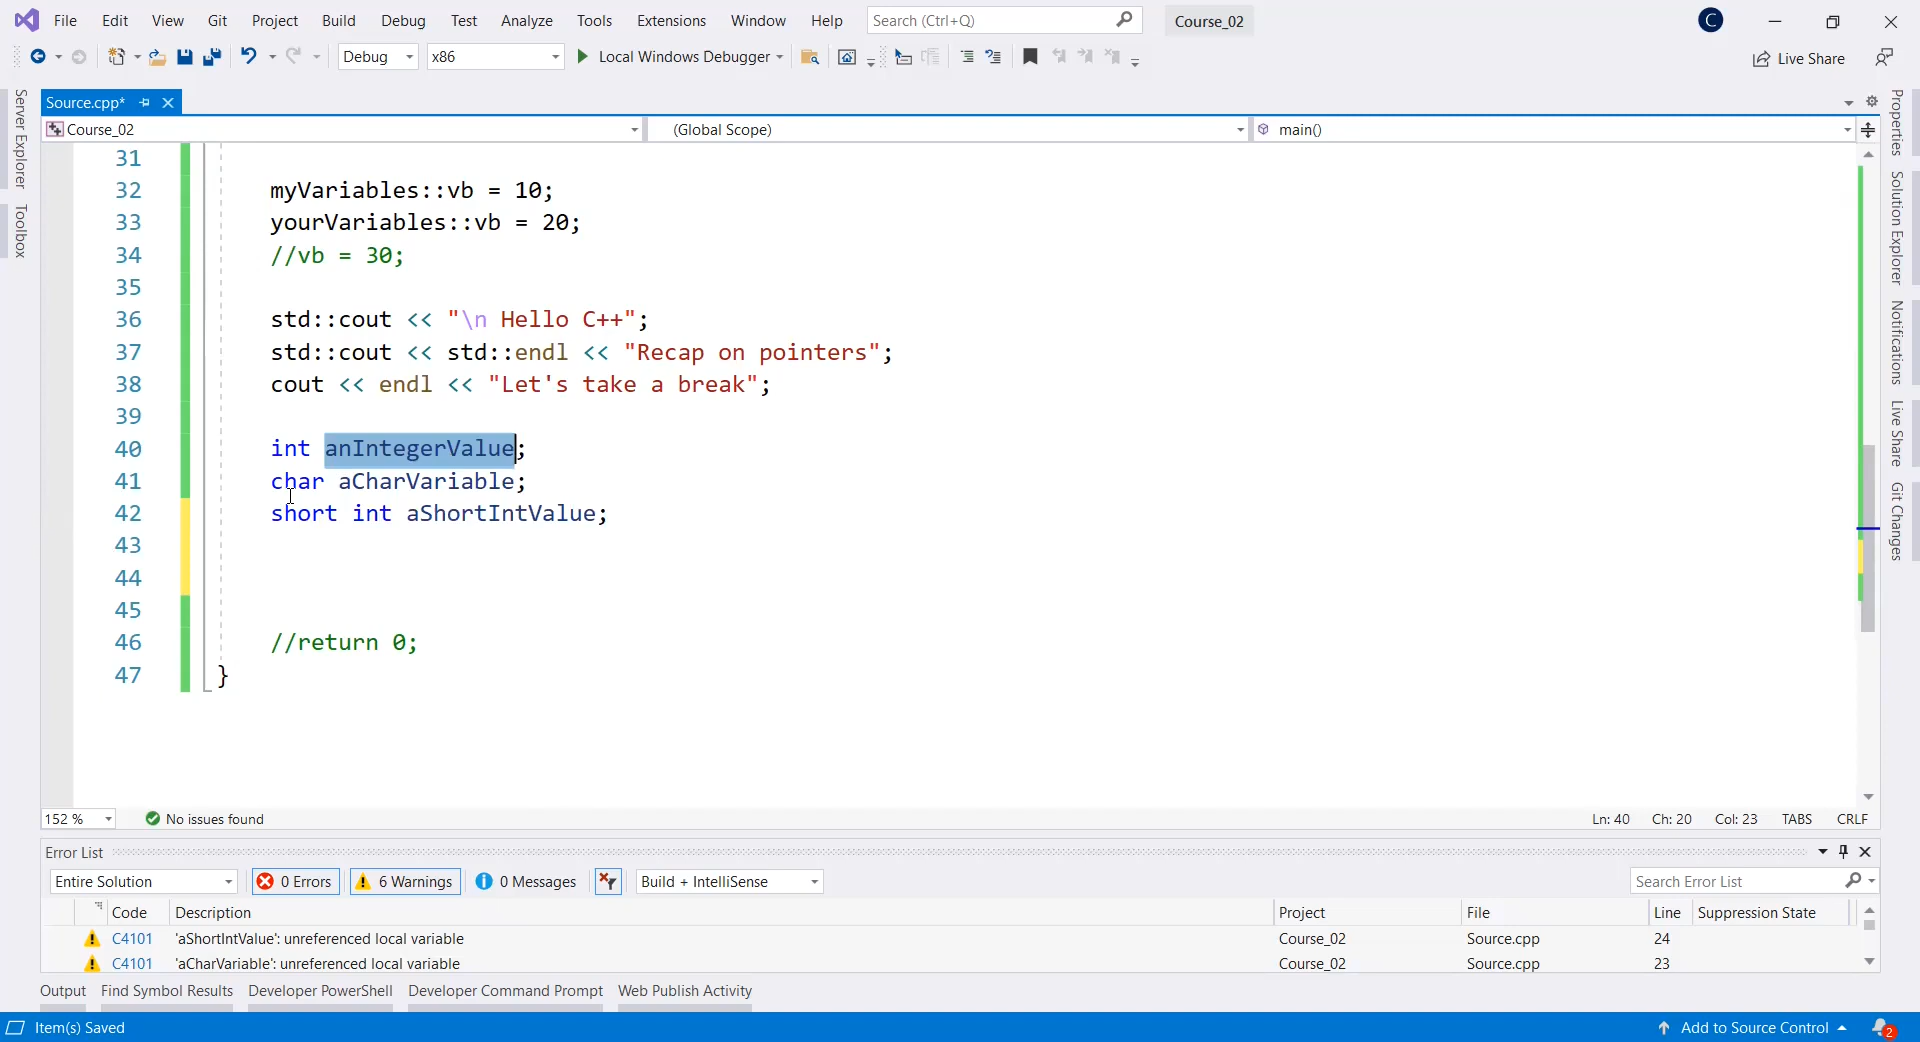 File Edit View Git Project Build Debug Test Analyze Tools Extensions Window Help Search (Ctrl+Q) Course_02 C
Debug x86 Local Windows Debugger Live Share
Source.cpp*
Course_02 (Global Scope) main()
Server Explorer
Toolbox
31
32 myVariables::vb = 10;
33 yourVariables::vb = 20;
34 //vb = 30;
35
36 std::cout << "\n Hello C++";
37 std::cout << std::endl << "Recap on pointers";
38 cout << endl << "Let's take a break";
39
40 int anIntegerValue;
41 char aCharVariable;
42 short int aShortIntValue;
43
44
45
46 //return 0;
47 }
Properties
Solution Explorer
Notifications
Live Share
Git Changes
152 % No issues found Ln: 40 Ch: 20 Col: 23 TABS CRLF
Error List
Entire Solution 0 Errors 6 Warnings 0 Messages Build + IntelliSense Search Error List
Code Description Project File Line Suppression State
C4101 'aShortIntValue': unreferenced local variable Course_02 Source.cpp 24
C4101 'aCharVariable': unreferenced local variable Course_02 Source.cpp 23
Output Find Symbol Results Developer PowerShell Developer Command Prompt Web Publish Activity
Item(s) Saved Add to Source Control 2